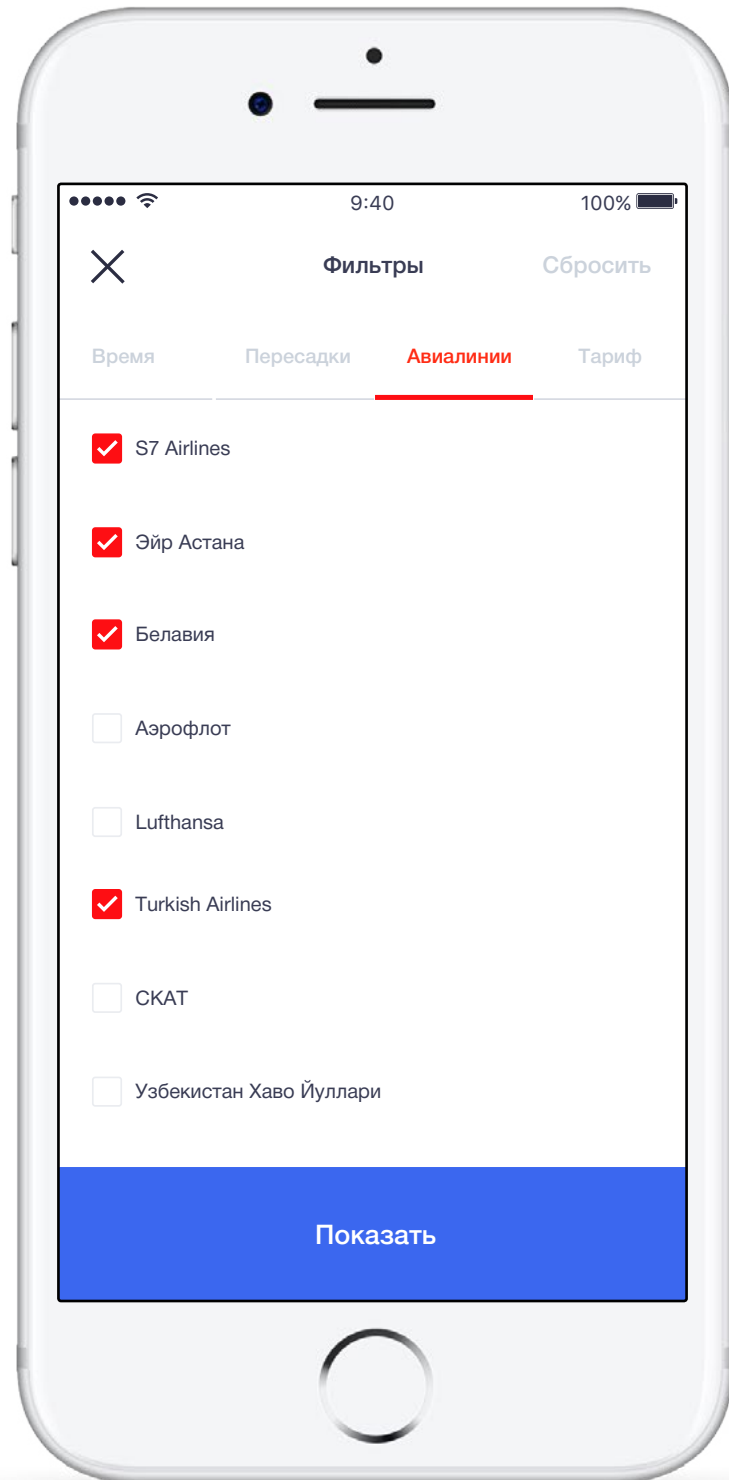 9:40 100%
Фильтры Сбросить
Время Пересадки Авиалинии Тариф
S7 Airlines
Эйр Астана
Белавия
Аэрофлот
Lufthansa
Turkish Airlines
СКАТ
Узбекистан Хаво Йуллари
Показать